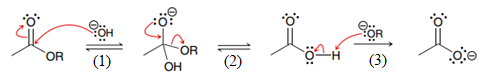 O ⊖OH O⊖ O ⊖OR O
OR OR O–H O⊖
(1) OH (2) (3)